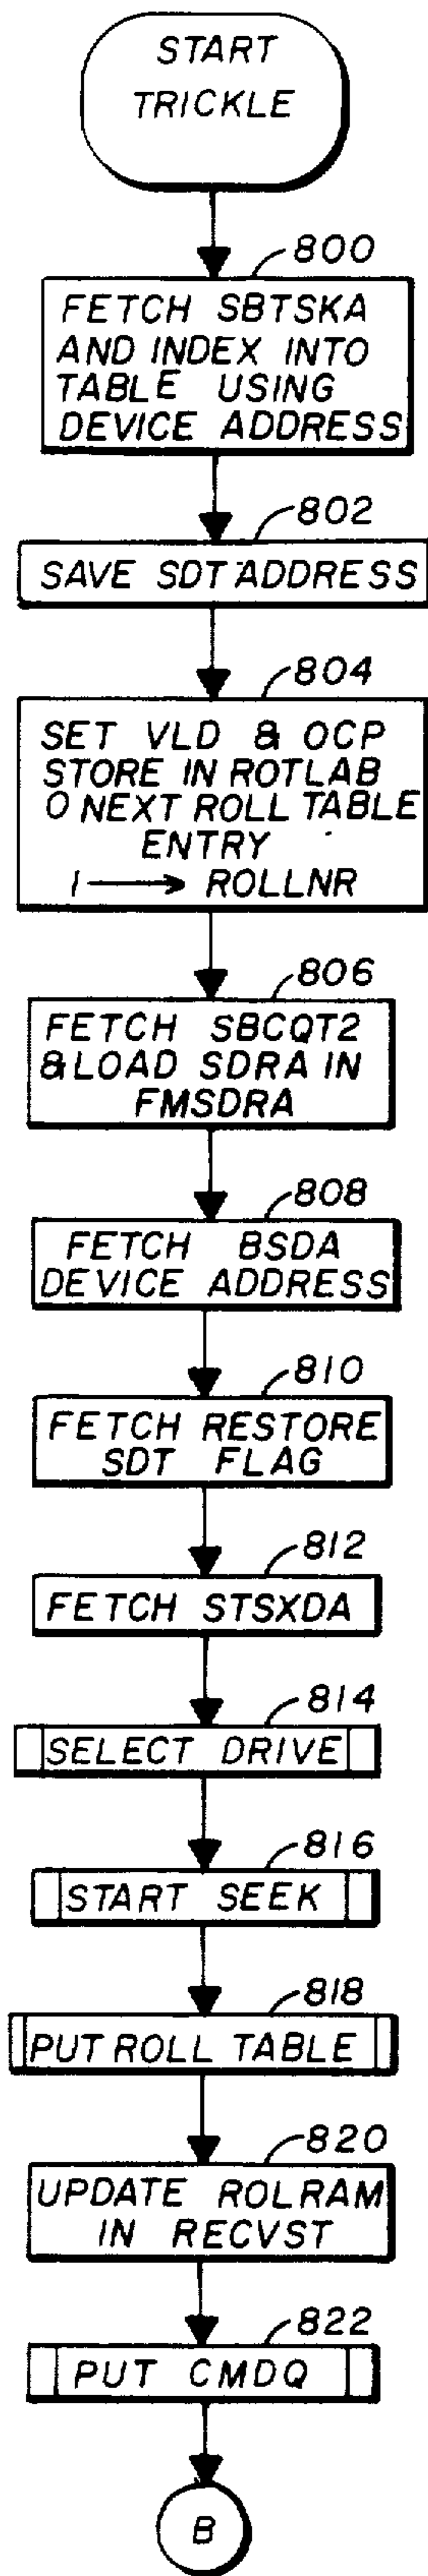 START
TRICKLE
800
FETCH SBTSKA
AND INDEX INTO
TABLE USING
DEVICE ADDRESS
802
SAVE SDT ADDRESS
804
SET VLD & OCP
STORE IN ROTLAB
O NEXT ROLL TABLE
ENTRY
1 → ROLLNR
806
FETCH SBCQT2
& LOAD SDRA IN
FMSDRA
808
FETCH BSDA
DEVICE ADDRESS
810
FETCH RESTORE
SDT FLAG
812
FETCH STSXDA
814
SELECT DRIVE
816
START SEEK
818
PUT ROLL TABLE
820
UPDATE ROLRAM
IN RECVST
822
PUT CMDQ
B